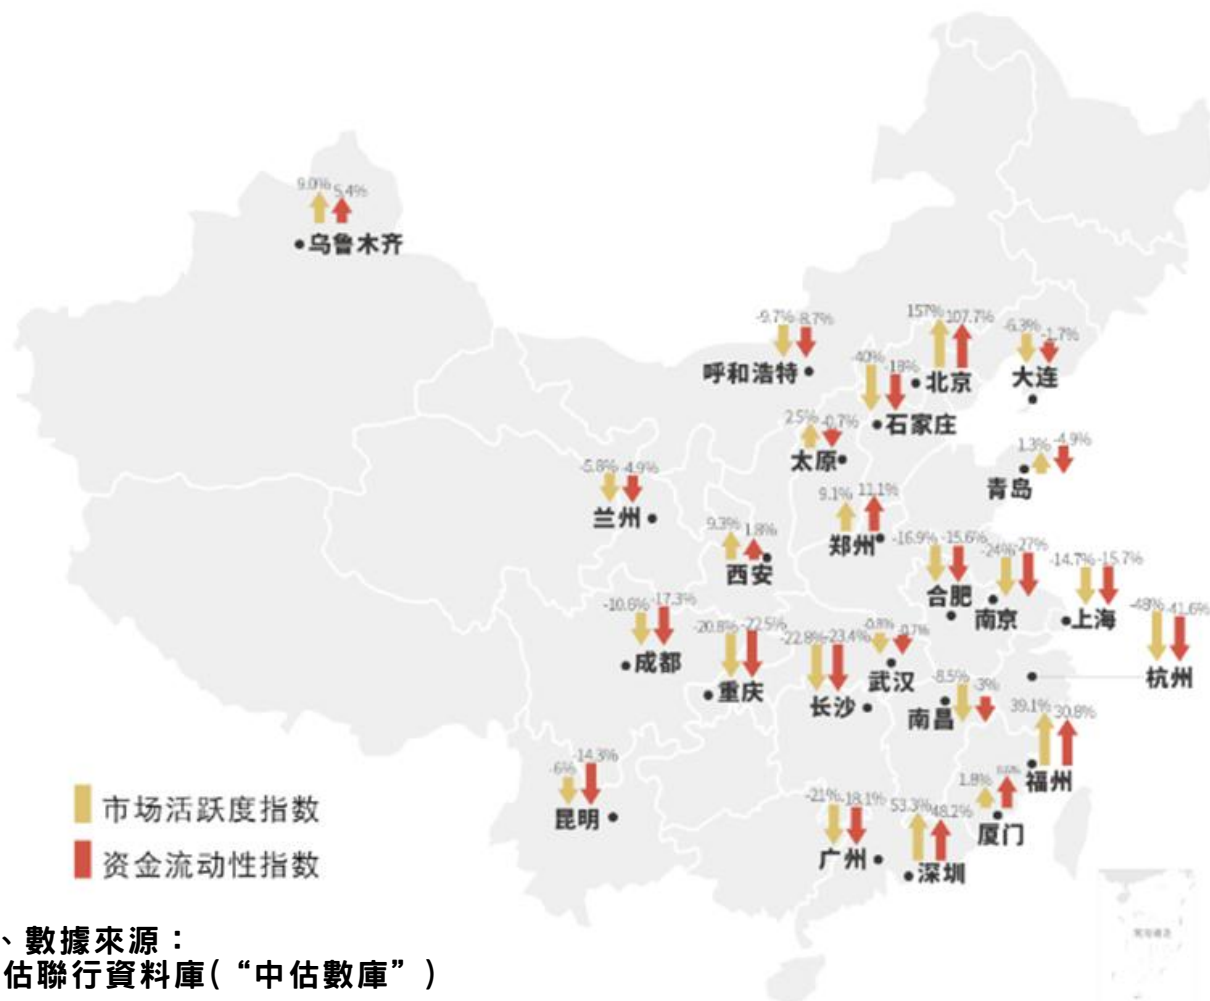 9.0% 5.4%
乌鲁木齐
-9.7% -8.7%
呼和浩特
157% 107.7%
北京
-6.3% -1.7%
大连
-40% -18%
石家庄
2.5% -0.7%
太原
1.3% -4.9%
青岛
-5.8% -4.9%
兰州
9.1% 11.1%
郑州
9.3% 1.8%
西安
-16.9% -15.6%
合肥
-24% -27%
南京
-14.7% -15.7%
上海
-48% -41.6%
杭州
-10.6% -17.3%
成都
-20.8% -22.5%
重庆
-22.8% -23.4%
长沙
-0.8% -0.7%
武汉
-8.5% -3%
南昌
39.1% 30.8%
福州
-6% -14.3%
昆明
1.8%
厦门
-21% -18.1%
广州
53.3% 48.2%
深圳
市场活跃度指数
资金流动性指数
、數據來源：
估聯行資料庫(“中估數庫”)